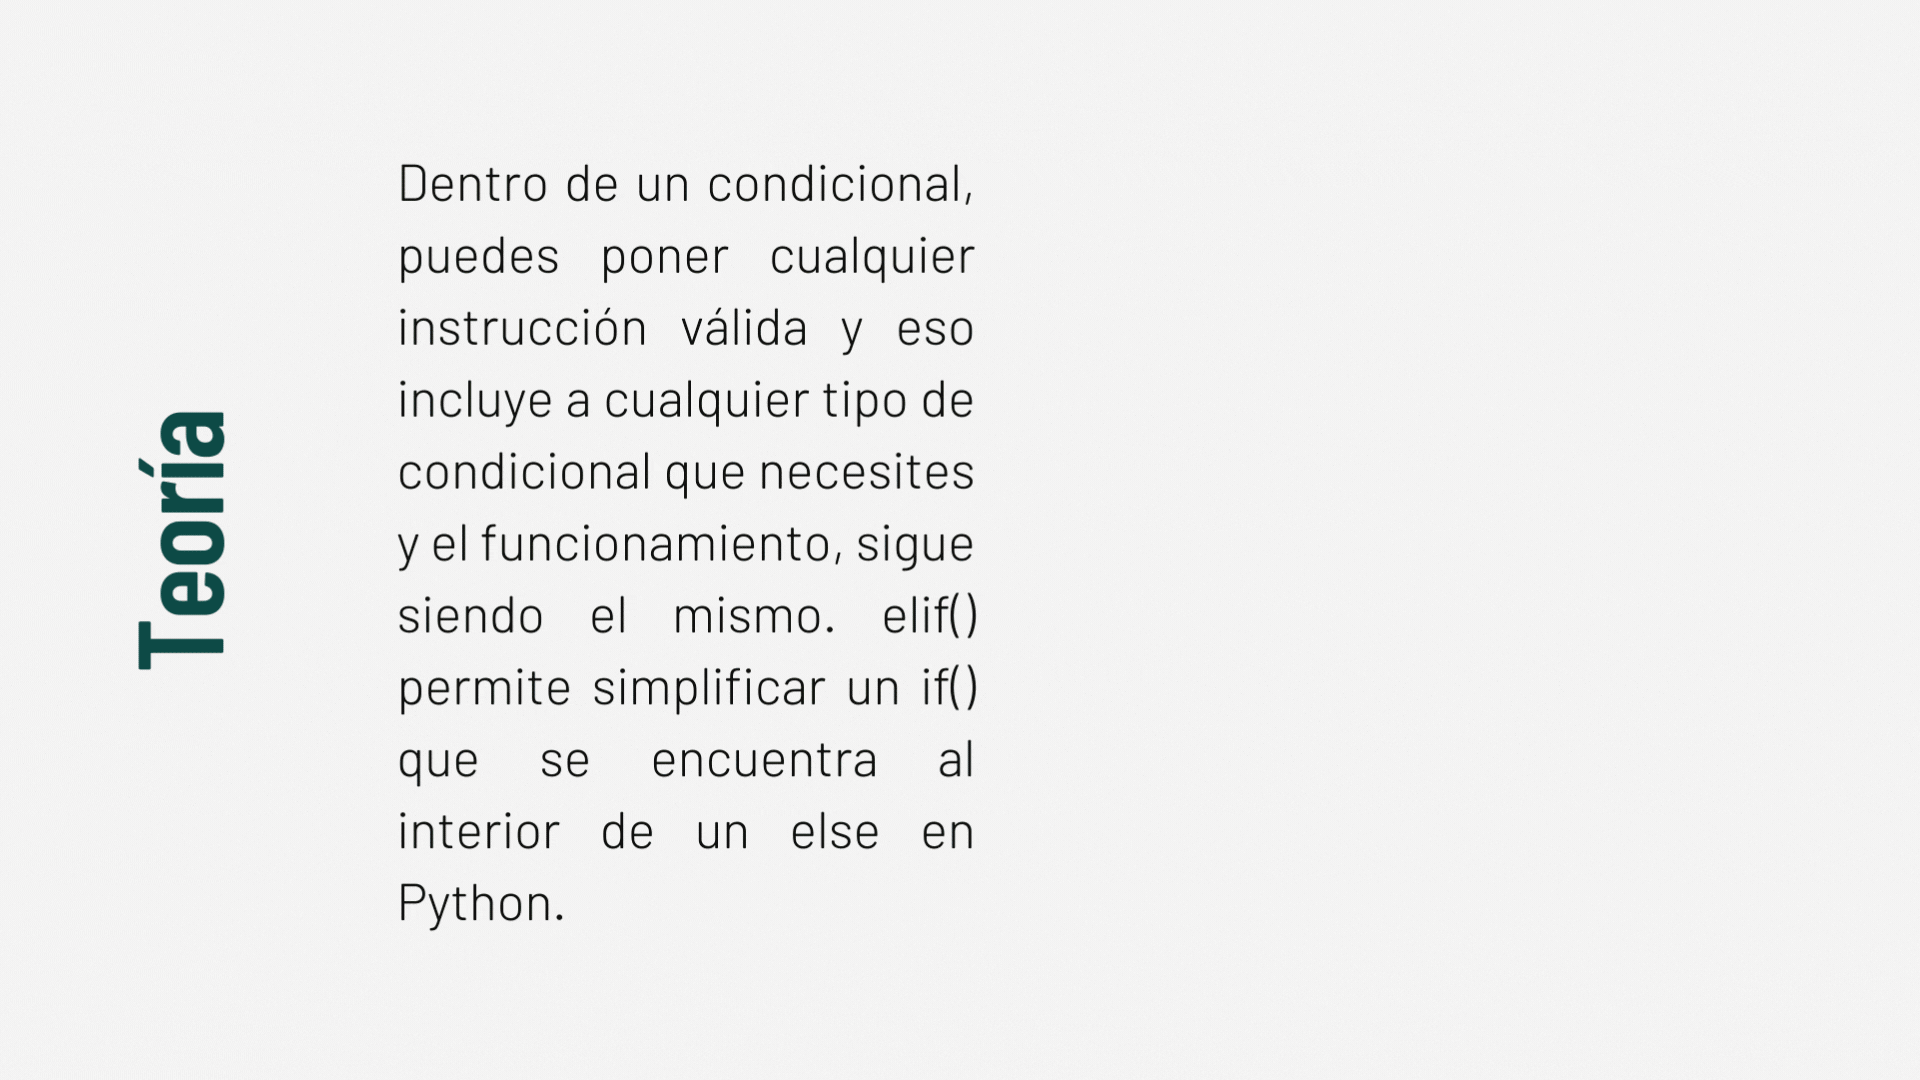 Teoría
Dentro de un condicional,
puedes poner cualquier
instrucción válida y eso
incluye a cualquier tipo de
condicional que necesites
y el funcionamiento, sigue
siendo el mismo. elif()
permite simplificar un if()
que se encuentra al
interior de un else en
Python.